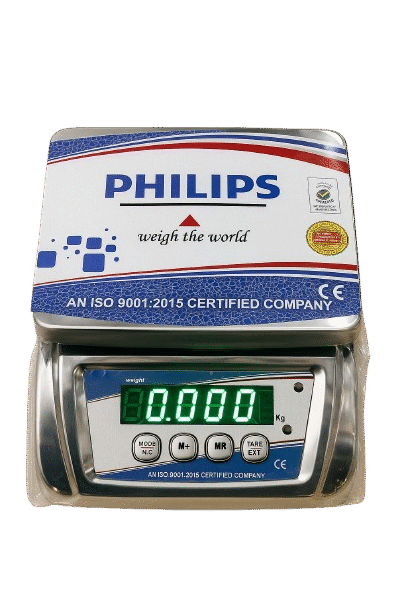 PHILIPS
weigh the world
AN ISO 9001:2015 CERTIFIED COMPANY
CE
weight
0.000
Kg
MODE
N.C
M+
MR
TARE
EXT
AN ISO 9001:2015 CERTIFIED COMPANY
CE